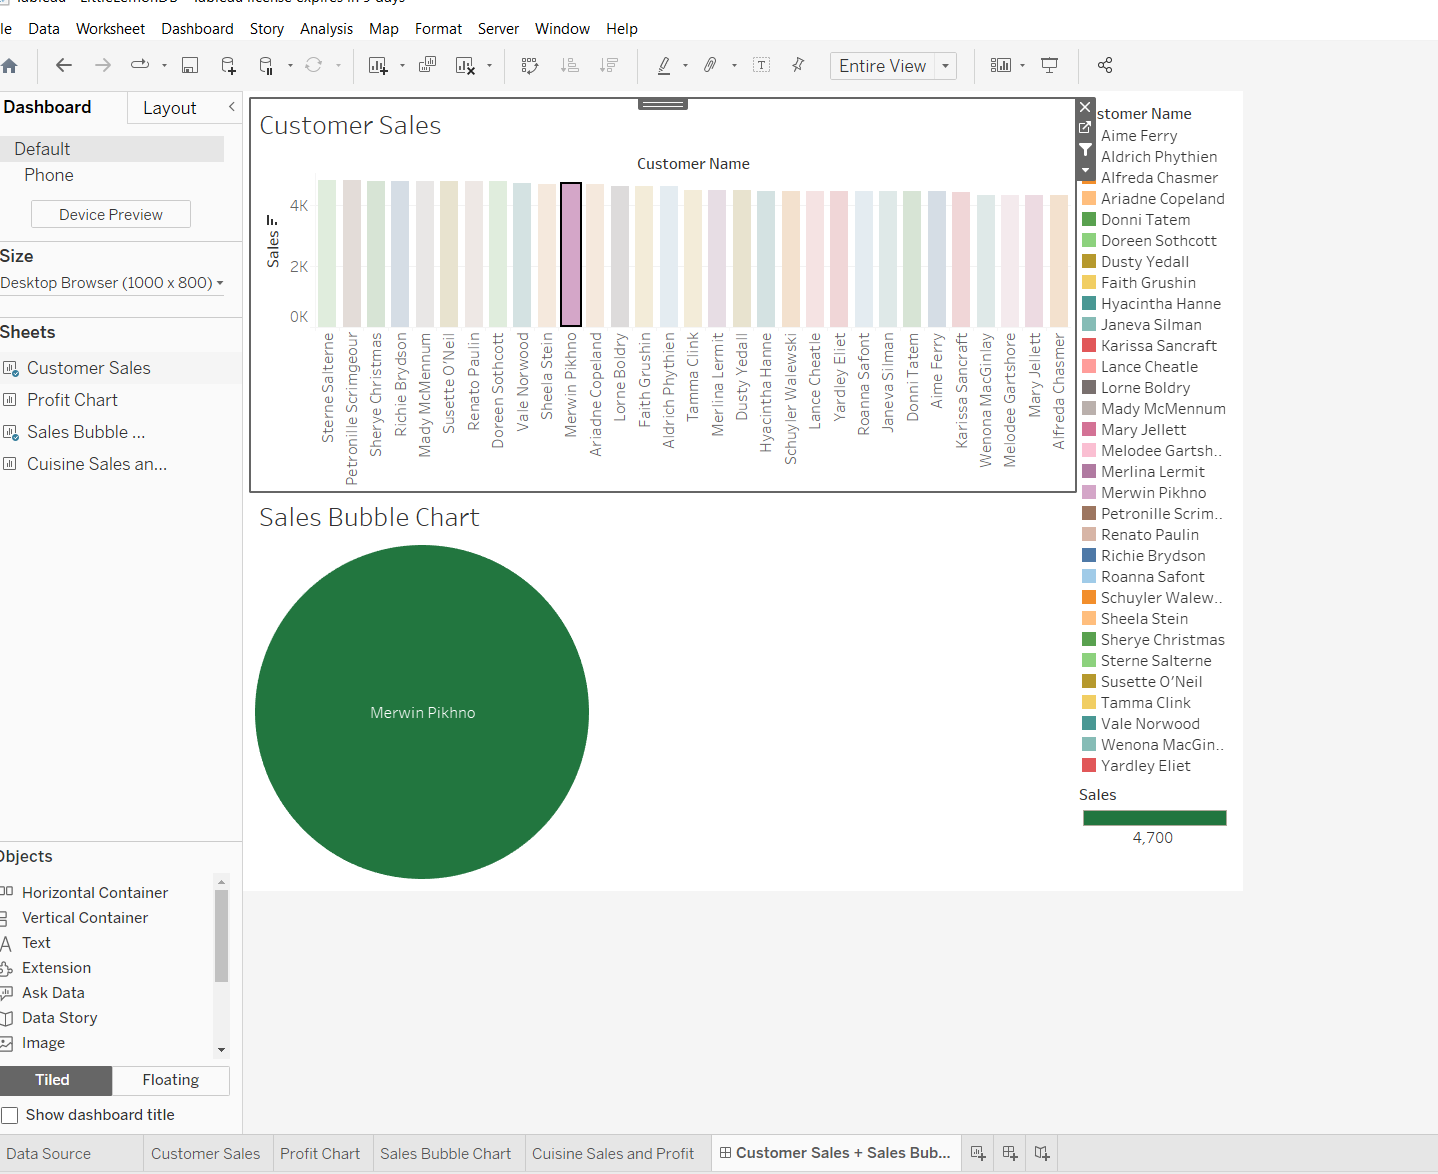 Tableau - LittleLemonDB - Tableau license expires in 9 days
le Data Worksheet Dashboard Story Analysis Map Format Server Window Help
Entire View
Dashboard
Layout
Default
Phone
Device Preview
Size
Desktop Browser (1000 x 800)
Sheets
Customer Sales
Profit Chart
Sales Bubble ...
Cuisine Sales an...
Objects
Horizontal Container
Vertical Container
Text
Extension
Ask Data
Data Story
Image
Tiled
Floating
Show dashboard title
Customer Sales
Customer Name
Sales
4K
2K
0K
Sterne Salterne
Petronille Scrimgeour
Sherye Christmas
Richie Brydson
Mady McMennum
Susette O'Neil
Renato Paulin
Doreen Sothcott
Vale Norwood
Sheela Stein
Merwin Pikhno
Ariadne Copeland
Lorne Boldry
Faith Grushin
Aldrich Phythien
Tamma Clink
Merlina Lermit
Dusty Yedall
Hyacintha Hanne
Schuyler Walewski
Lance Cheatle
Yardley Eliet
Roanna Safont
Janeva Silman
Donni Tatem
Aime Ferry
Karissa Sancraft
Wenona MacGinlay
Melodee Gartshore
Mary Jellett
Alfreda Chasmer
Sales Bubble Chart
Merwin Pikhno
stomer Name
Aime Ferry
Aldrich Phythien
Alfreda Chasmer
Ariadne Copeland
Donni Tatem
Doreen Sothcott
Dusty Yedall
Faith Grushin
Hyacintha Hanne
Janeva Silman
Karissa Sancraft
Lance Cheatle
Lorne Boldry
Mady McMennum
Mary Jellett
Melodee Gartsh..
Merlina Lermit
Merwin Pikhno
Petronille Scrim..
Renato Paulin
Richie Brydson
Roanna Safont
Schuyler Walew..
Sheela Stein
Sherye Christmas
Sterne Salterne
Susette O'Neil
Tamma Clink
Vale Norwood
Wenona MacGin..
Yardley Eliet
Sales
4,700
Data Source
Customer Sales
Profit Chart
Sales Bubble Chart
Cuisine Sales and Profit
Customer Sales + Sales Bub...